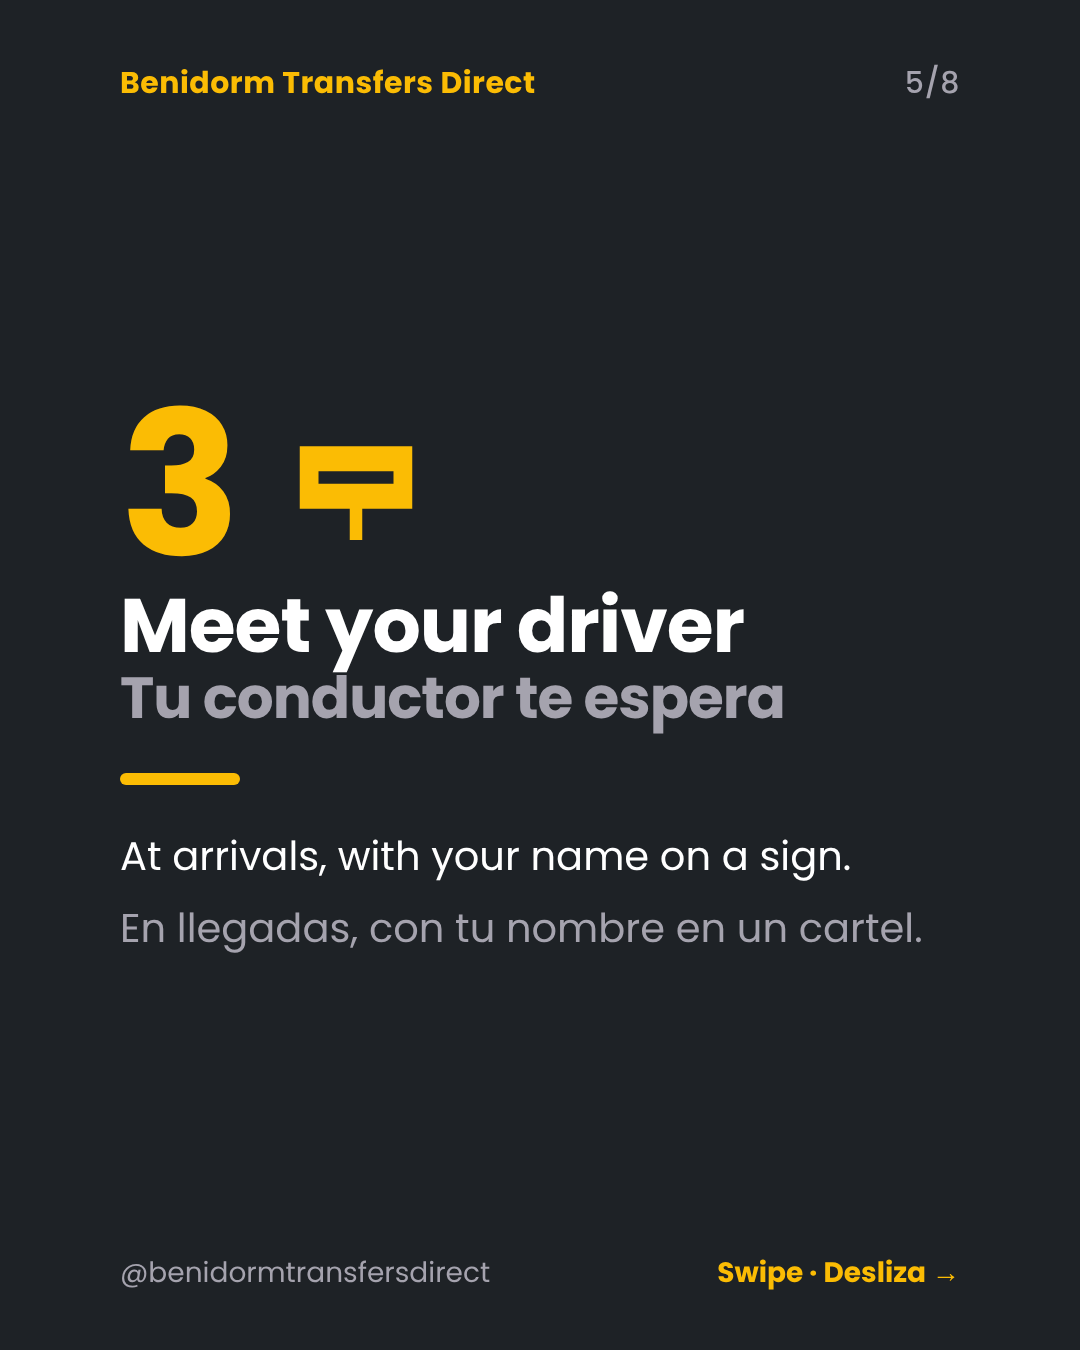 Benidorm Transfers Direct
5/8
3
Meet your driver
Tu conductor te espera
At arrivals, with your name on a sign.
En llegadas, con tu nombre en un cartel.
@benidormtransfersdirect
Swipe · Desliza →